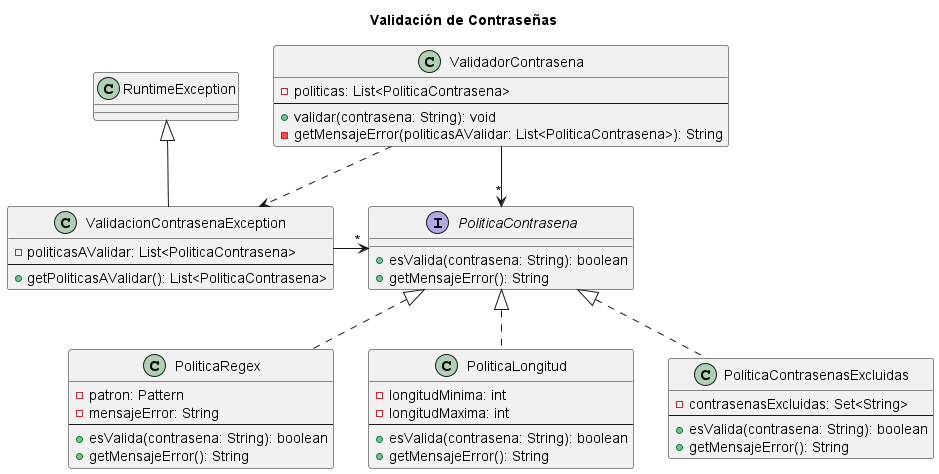 Validación de Contraseñas
C RuntimeException
C ValidadorContrasena
politicas: List<PoliticaContrasena>
validar(contrasena: String): void
getMensajeError(politicasAValidar: List<PoliticaContrasena>): String
*
C ValidacionContrasenaException
politicasAValidar: List<PoliticaContrasena>
getPoliticasAValidar(): List<PoliticaContrasena>
*
I PoliticaContrasena
esValida(contrasena: String): boolean
getMensajeError(): String
C PoliticaRegex
patron: Pattern
mensajeError: String
esValida(contrasena: String): boolean
getMensajeError(): String
C PoliticaLongitud
longitudMinima: int
longitudMaxima: int
esValida(contrasena: String): boolean
getMensajeError(): String
C PoliticaContrasenasExcluidas
contrasenasExcluidas: Set<String>
esValida(contrasena: String): boolean
getMensajeError(): String